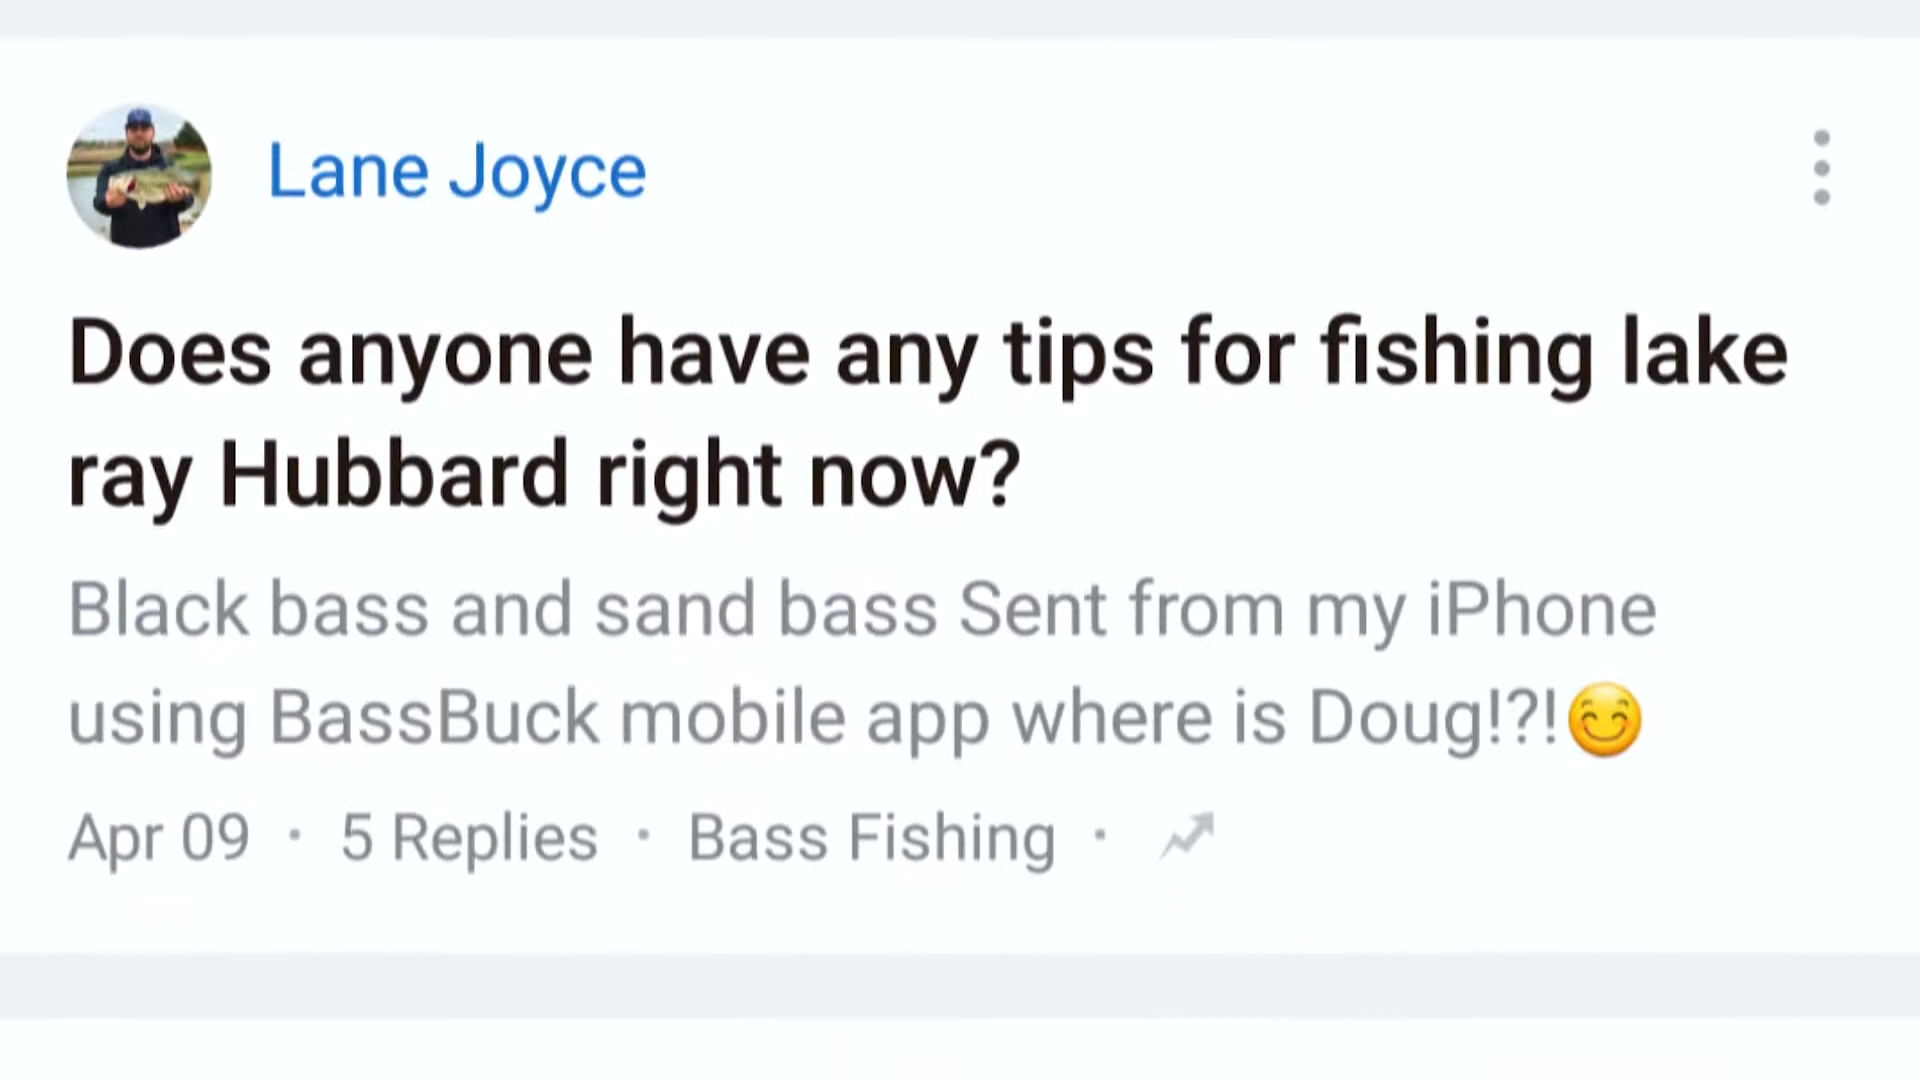 Lane Joyce
Does anyone have any tips for fishing lake
ray Hubbard right now?
Black bass and sand bass Sent from my iPhone
using BassBuck mobile app where is Doug!?!😊
Apr 09 · 5 Replies · Bass Fishing ·